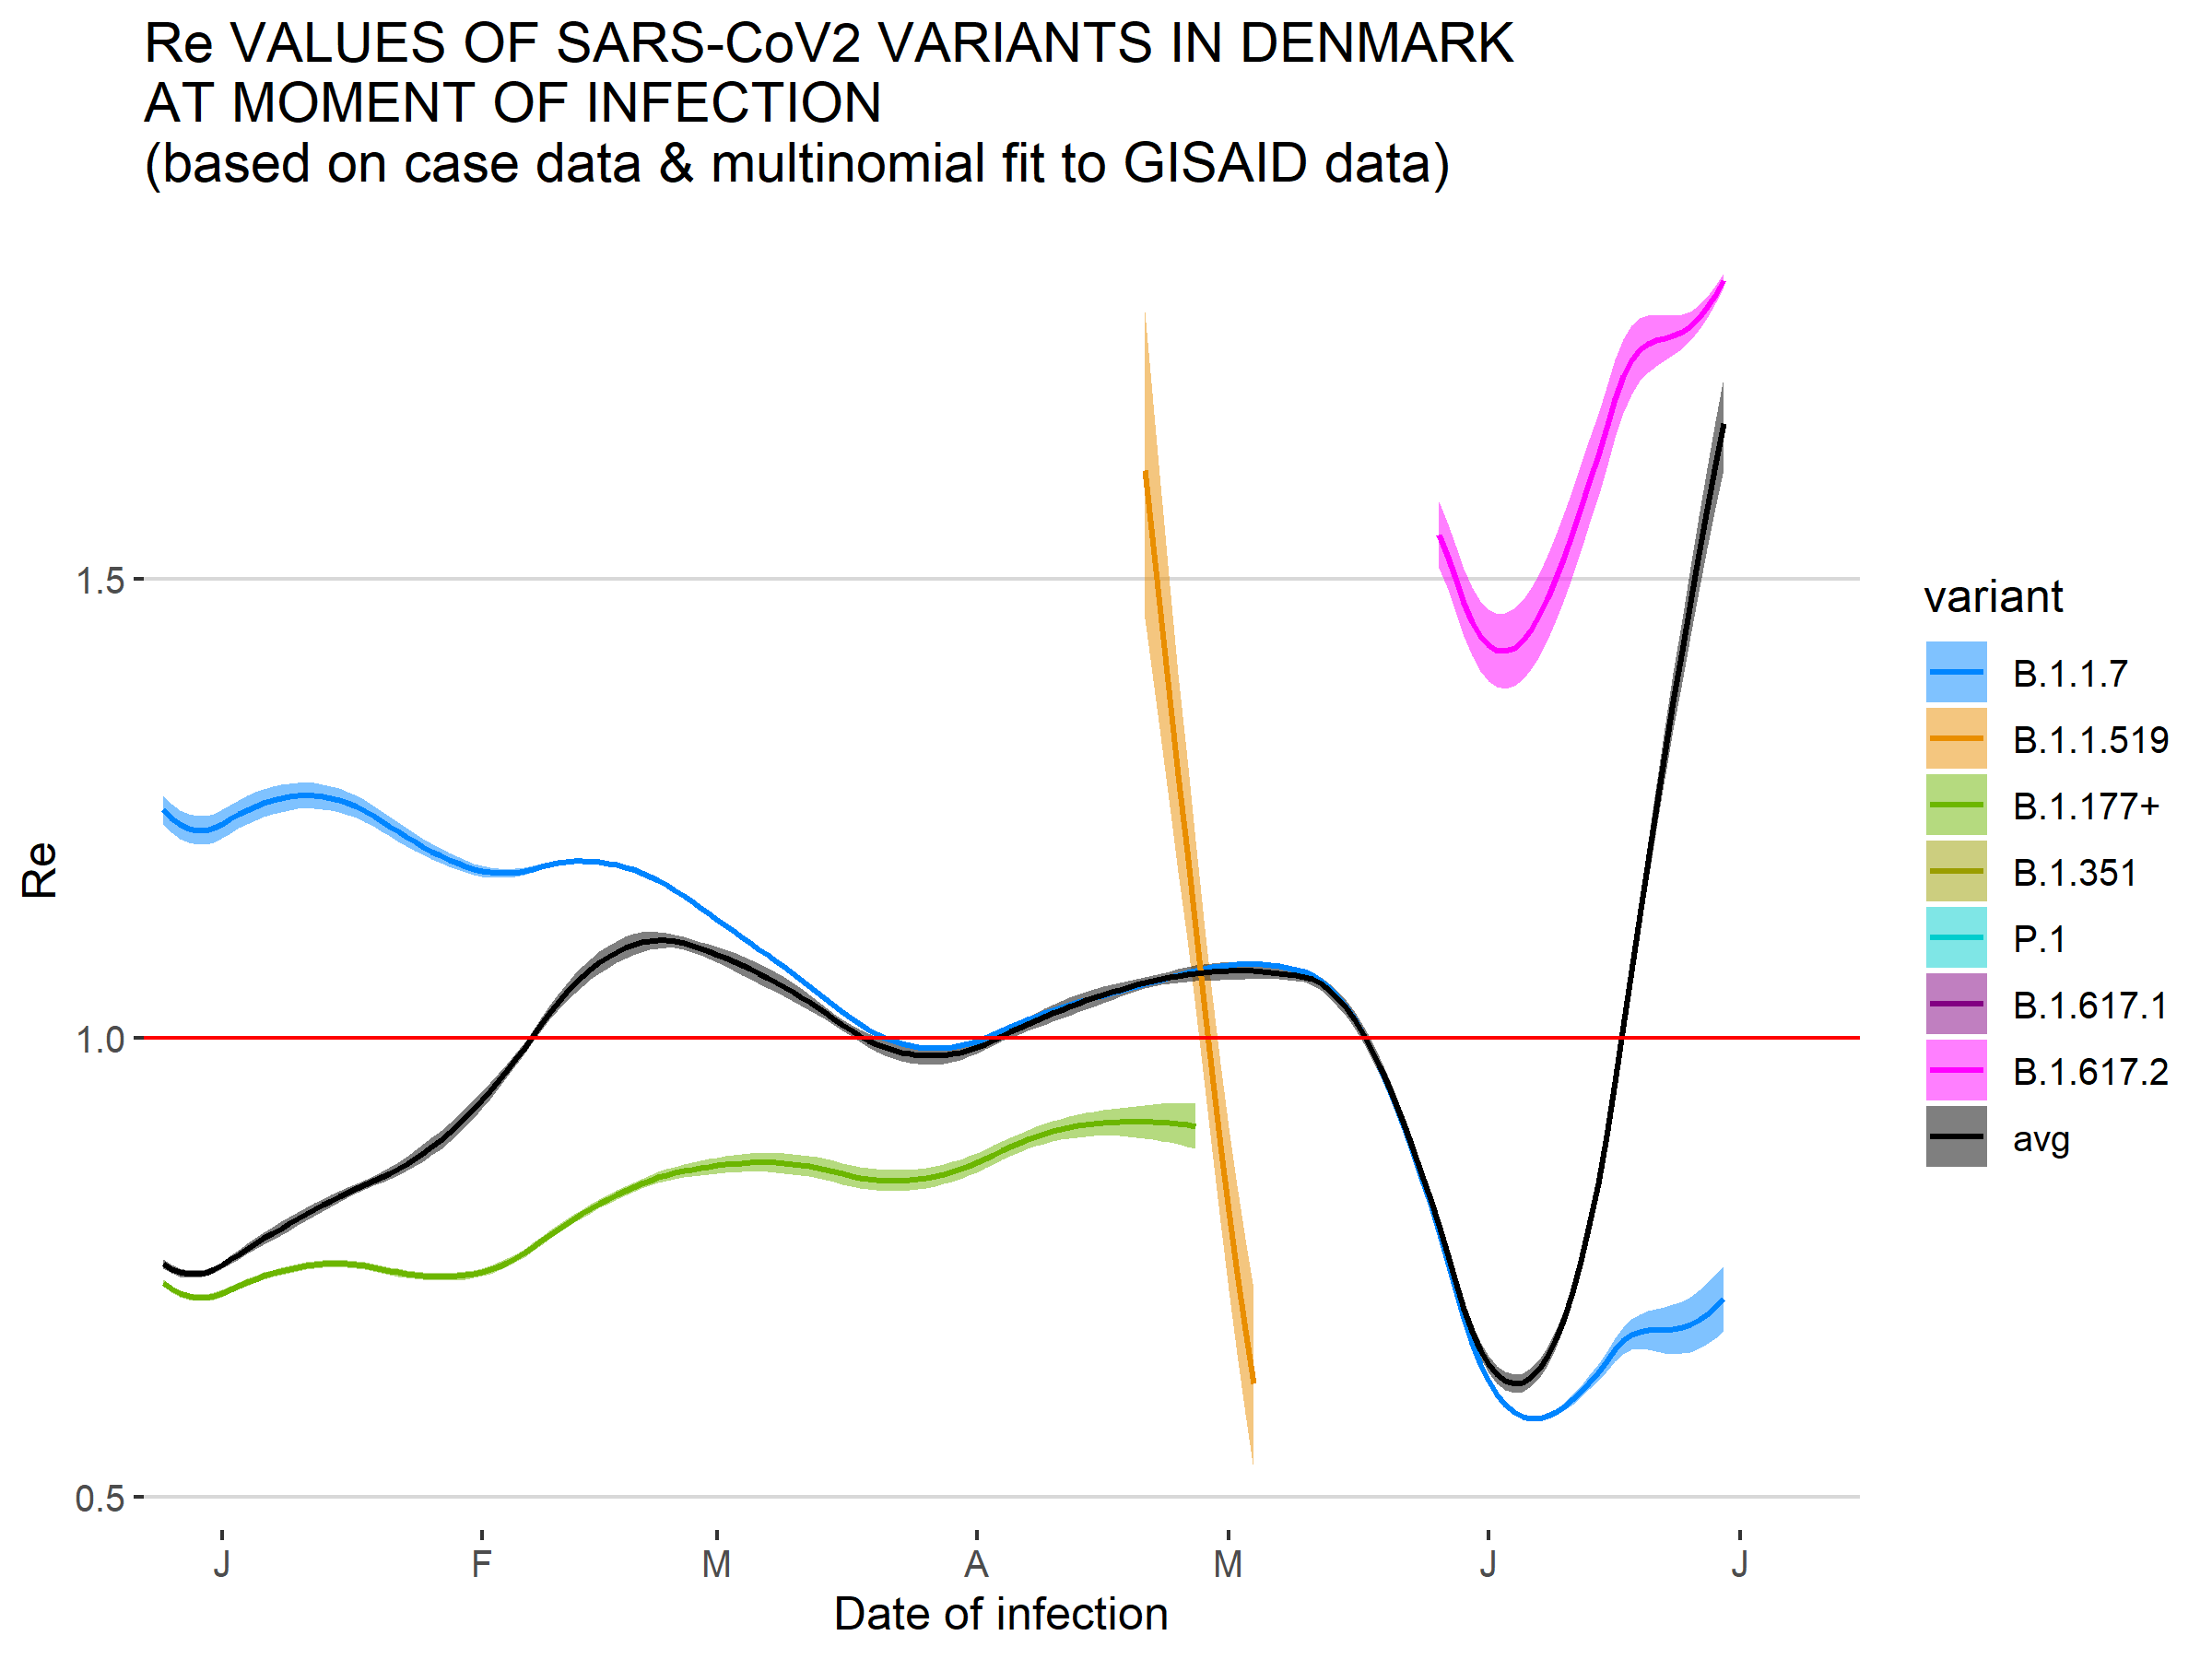 Re VALUES OF SARS-CoV2 VARIANTS IN DENMARK
AT MOMENT OF INFECTION
(based on case data & multinomial fit to GISAID data)
1.5
1.0
0.5
Re
J F M A M J J
Date of infection
variant
B.1.1.7
B.1.1.519
B.1.177+
B.1.351
P.1
B.1.617.1
B.1.617.2
avg